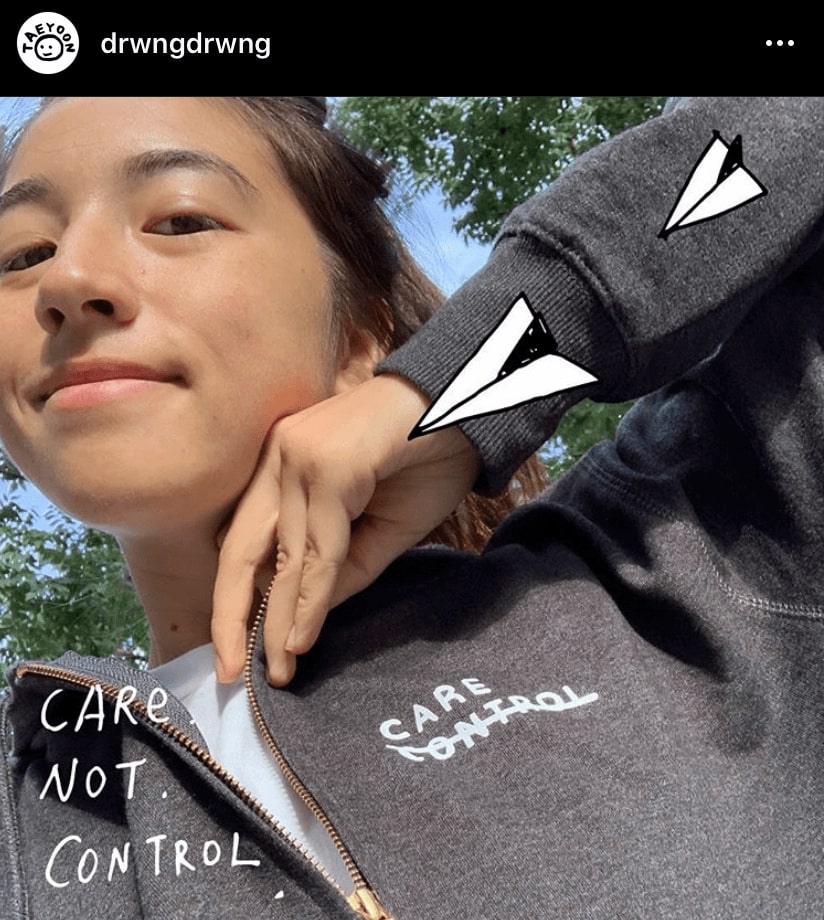 TAEYOON
drwngdrwng
CARE
CONTROL
CARe.
NOT.
CONTROL.